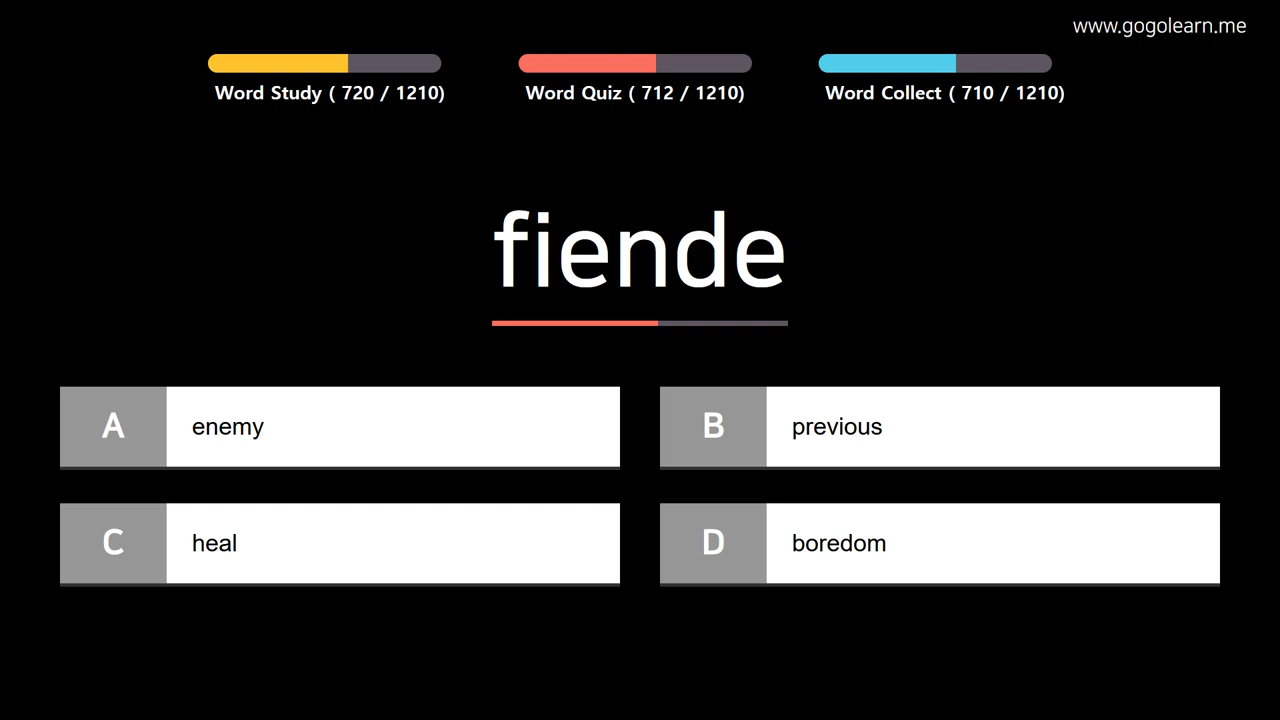 www.gogolearn.me
Word Study ( 720 / 1210)
Word Quiz ( 712 / 1210)
Word Collect ( 710 / 1210)
fiende
A
enemy
B
previous
C
heal
D
boredom